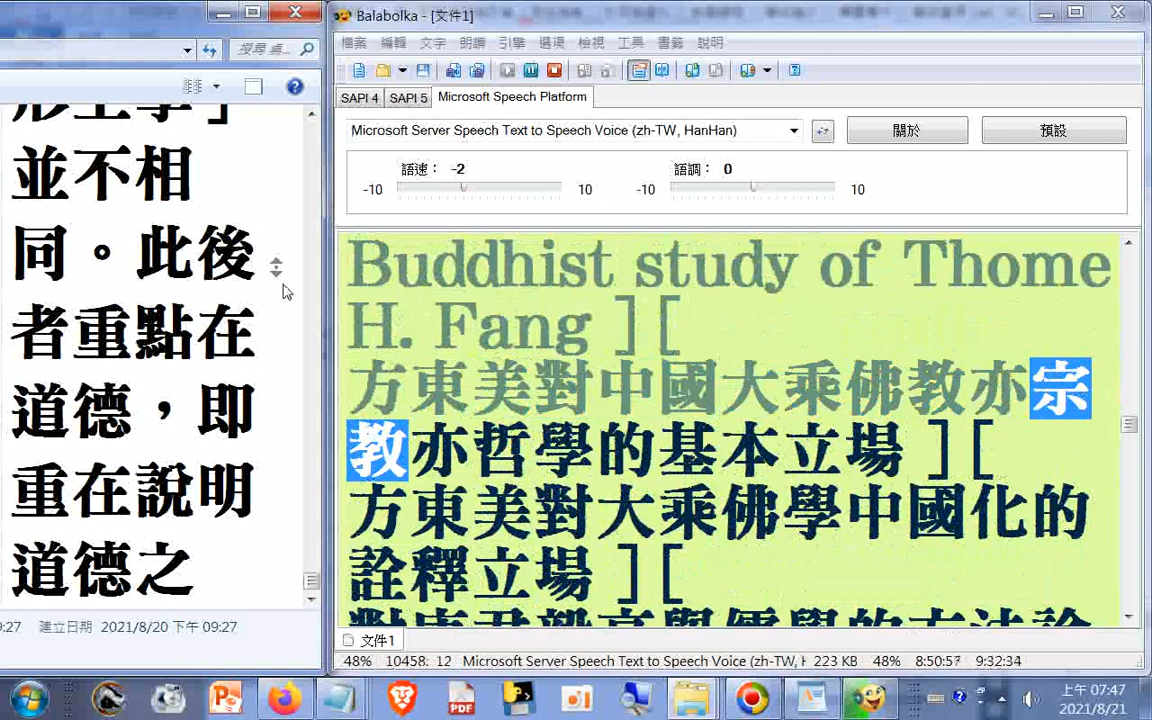 Balabolka - [文件1]
搜尋 桌...
檔案 編輯 文字 朗讀 引擎 選項 檢視 工具 書籤 說明
SAPI 4 SAPI 5 Microsoft Speech Platform
Microsoft Server Speech Text to Speech Voice (zh-TW, HanHan) 關於 預設
語速： -2 語調： 0
-10 10 -10 10
形上學」
並不相
同。此後
者重點在
道德，即
重在說明
道德之
Buddhist study of Thome
H. Fang ][
方東美對中國大乘佛教亦宗
教亦哲學的基本立場 ][
方東美對大乘佛學中國化的
詮釋立場 ][
:27 建立日期 2021/8/20 下午 09:27
文件1
48% 10458: 12 Microsoft Server Speech Text to Speech Voice (zh-TW, H 223 KB 48% 8:50:57 9:32:34
PDF
上午 07:47
2021/8/21